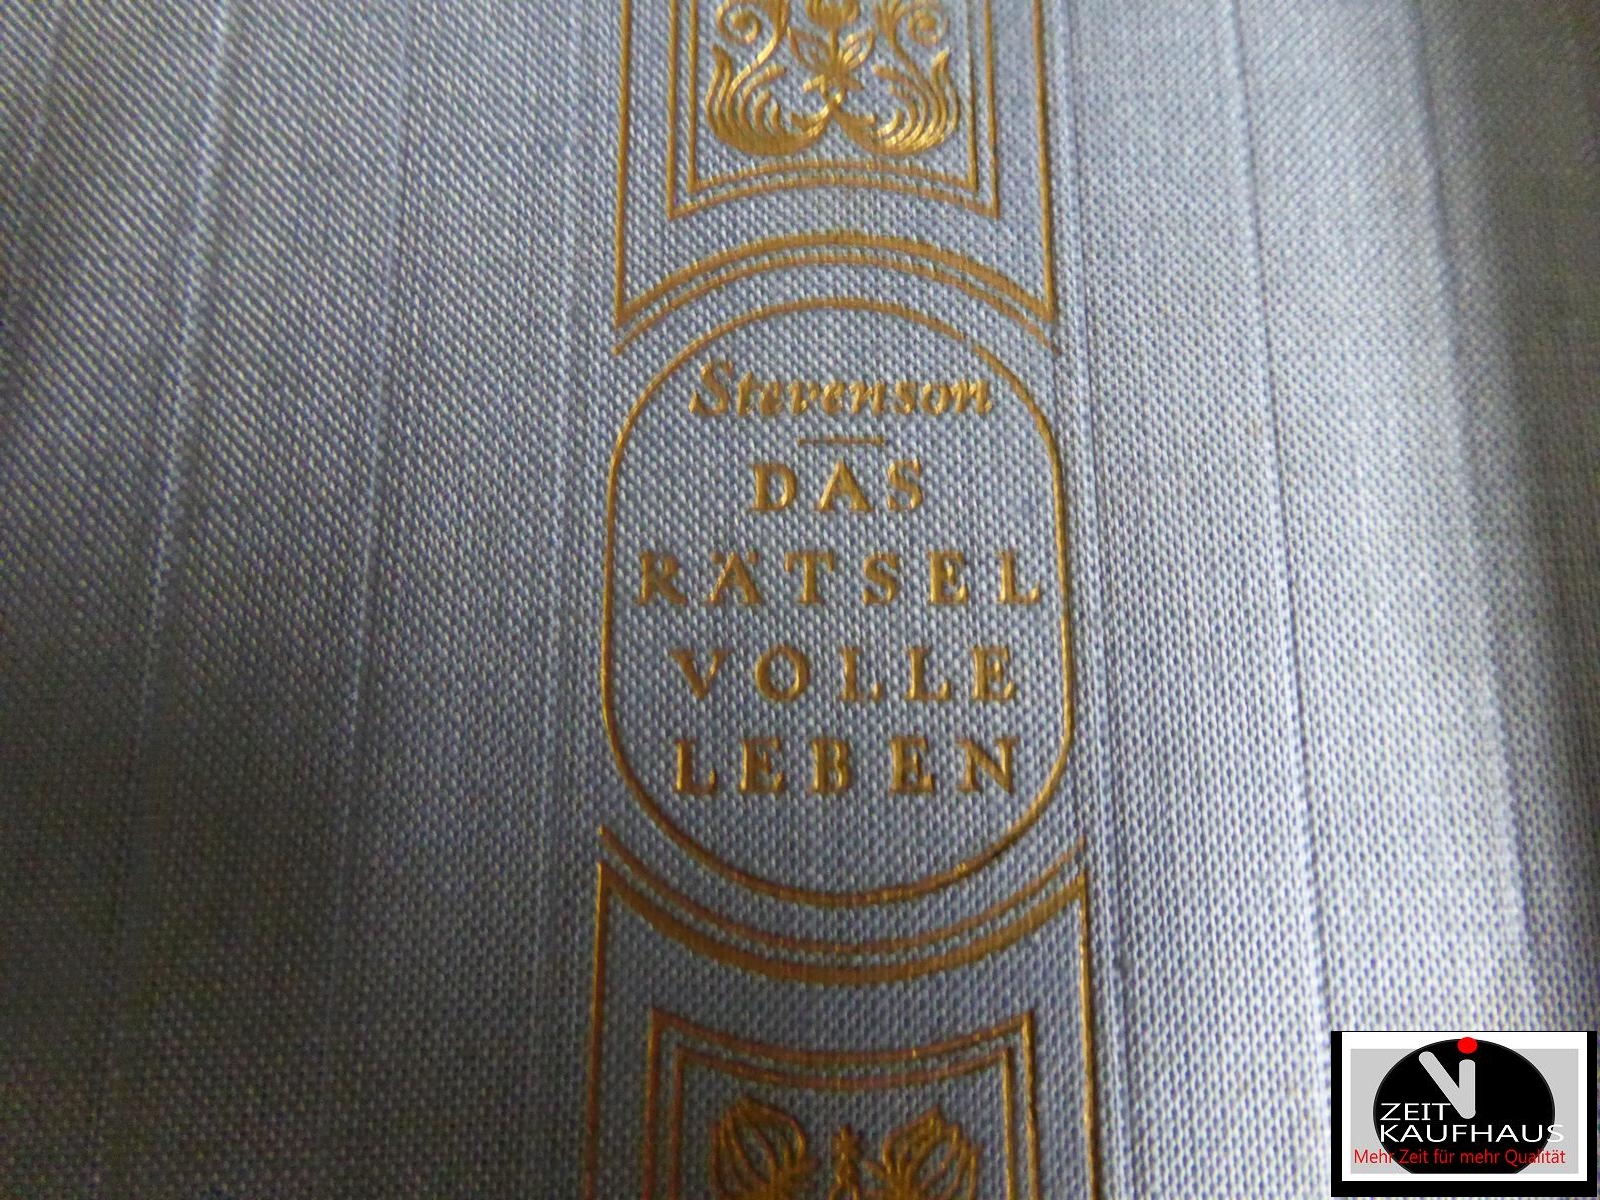 Stevenson
DAS
RÄTSEL
VOLLE
LEBEN
ZEIT
KAUFHAUS
Mehr Zeit für mehr Qualität